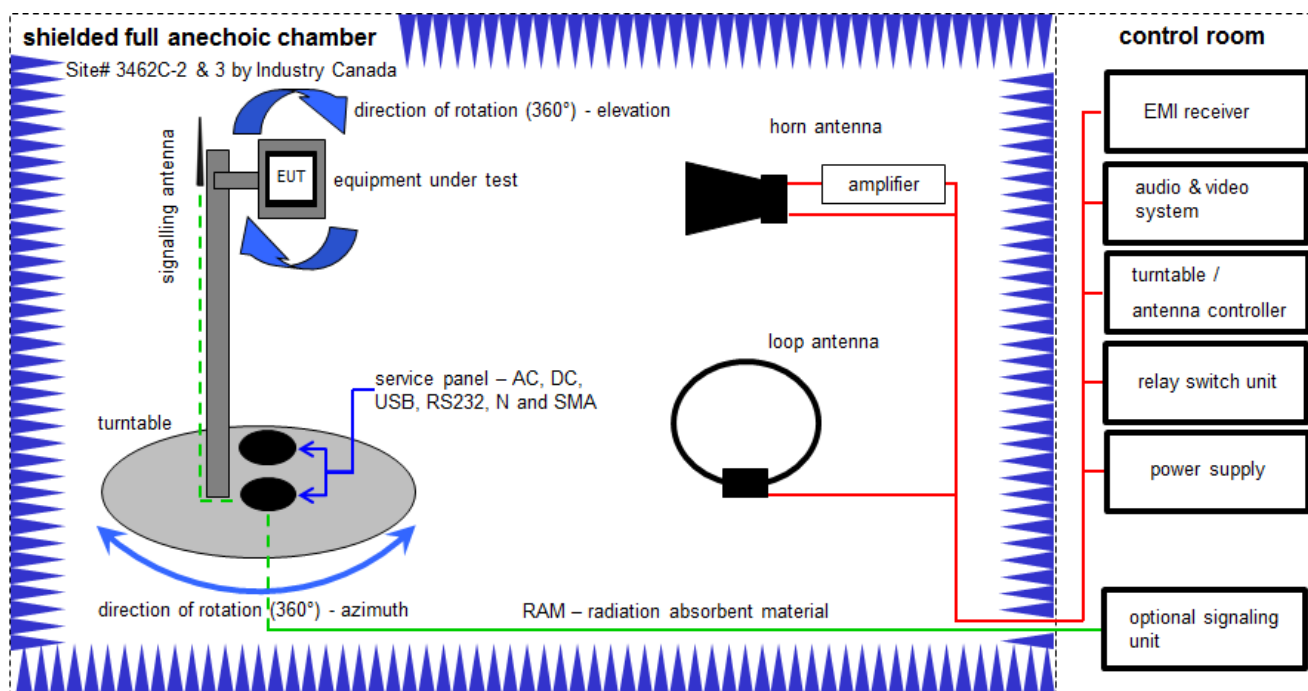 shielded full anechoic chamber
Site# 3462C-2 & 3 by Industry Canada
direction of rotation (360°) - elevation
signalling antenna
EUT
equipment under test
horn antenna
amplifier
loop antenna
service panel – AC, DC,
USB, RS232, N and SMA
turntable
direction of rotation (360°) - azimuth
RAM – radiation absorbent material
control room
EMI receiver
audio & video
system
turntable /
antenna controller
relay switch unit
power supply
optional signaling
unit